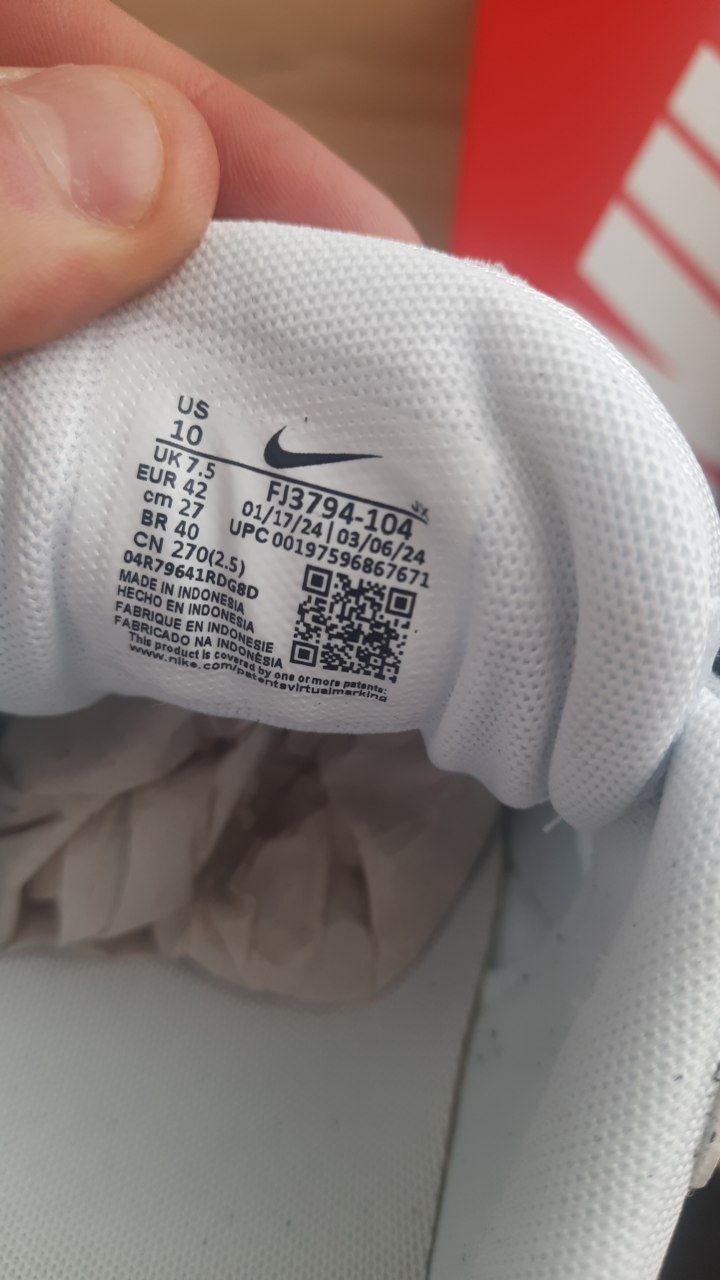 US
10
UK 7.5
EUR 42
cm 27
BR 40
CN 270(2.5)
04R79641RDG8D
MADE IN INDONESIA
HECHO EN INDONESIA
FABRIQUE EN INDONESIE
FABRICADO NA INDONÉSIA
This product is covered by one or more patents:
www.nike.com/patentsvirtualmarking
JX
FJ3794-104
01/17/24 | 03/06/24
UPC 00197596867671